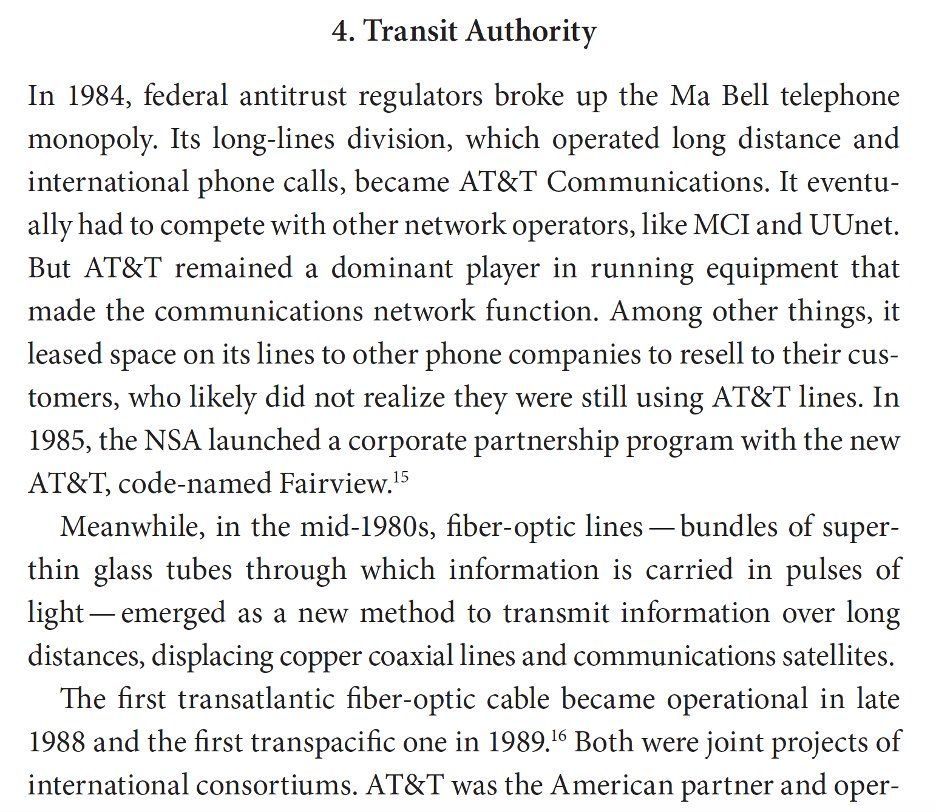 4. Transit Authority
In 1984, federal antitrust regulators broke up the Ma Bell telephone
monopoly. Its long-lines division, which operated long distance and
international phone calls, became AT&T Communications. It eventu-
ally had to compete with other network operators, like MCI and UUnet.
But AT&T remained a dominant player in running equipment that
made the communications network function. Among other things, it
leased space on its lines to other phone companies to resell to their cus-
tomers, who likely did not realize they were still using AT&T lines. In
1985, the NSA launched a corporate partnership program with the new
AT&T, code-named Fairview.15
Meanwhile, in the mid-1980s, fiber-optic lines — bundles of super-
thin glass tubes through which information is carried in pulses of
light — emerged as a new method to transmit information over long
distances, displacing copper coaxial lines and communications satellites.
The first transatlantic fiber-optic cable became operational in late
1988 and the first transpacific one in 1989.16 Both were joint projects of
international consortiums. AT&T was the American partner and oper-